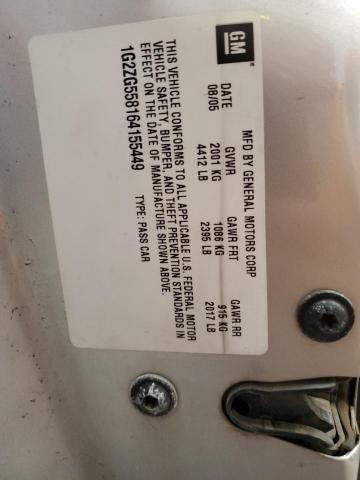 GM
MFD BY GENERAL MOTORS CORP
DATE GVWR GAWR FRT GAWR RR
08/05 2001 KG 1086 KG 915 KG
4412 LB 2395 LB 2017 LB
THIS VEHICLE CONFORMS TO ALL APPLICABLE U.S. FEDERAL MOTOR
VEHICLE SAFETY, BUMPER, AND THEFT PREVENTION STANDARDS IN
EFFECT ON THE DATE OF MANUFACTURE SHOWN ABOVE.
1G2ZG558164155449 TYPE: PASS CAR